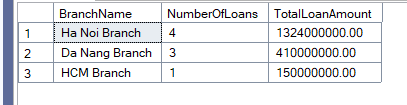 BranchName NumberOfLoans TotalLoanAmount
1 Ha Noi Branch 4 1324000000.00
2 Da Nang Branch 3 410000000.00
3 HCM Branch 1 150000000.00